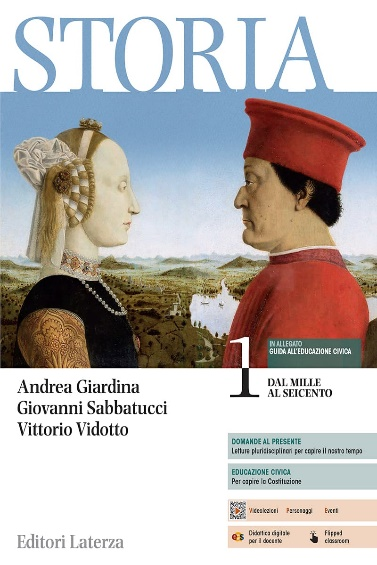 STORIA
IN ALLEGATO
GUIDA ALL'EDUCAZIONE CIVICA
1
DAL MILLE
AL SEICENTO
Andrea Giardina
Giovanni Sabbatucci
Vittorio Vidotto
DOMANDE AL PRESENTE
Letture pluridisciplinari per capire il nostro tempo
EDUCAZIONE CIVICA
Per capire la Costituzione
Videolezioni Personaggi Eventi
Didattica digitale
per il docente
Flipped
classroom
Editori Laterza